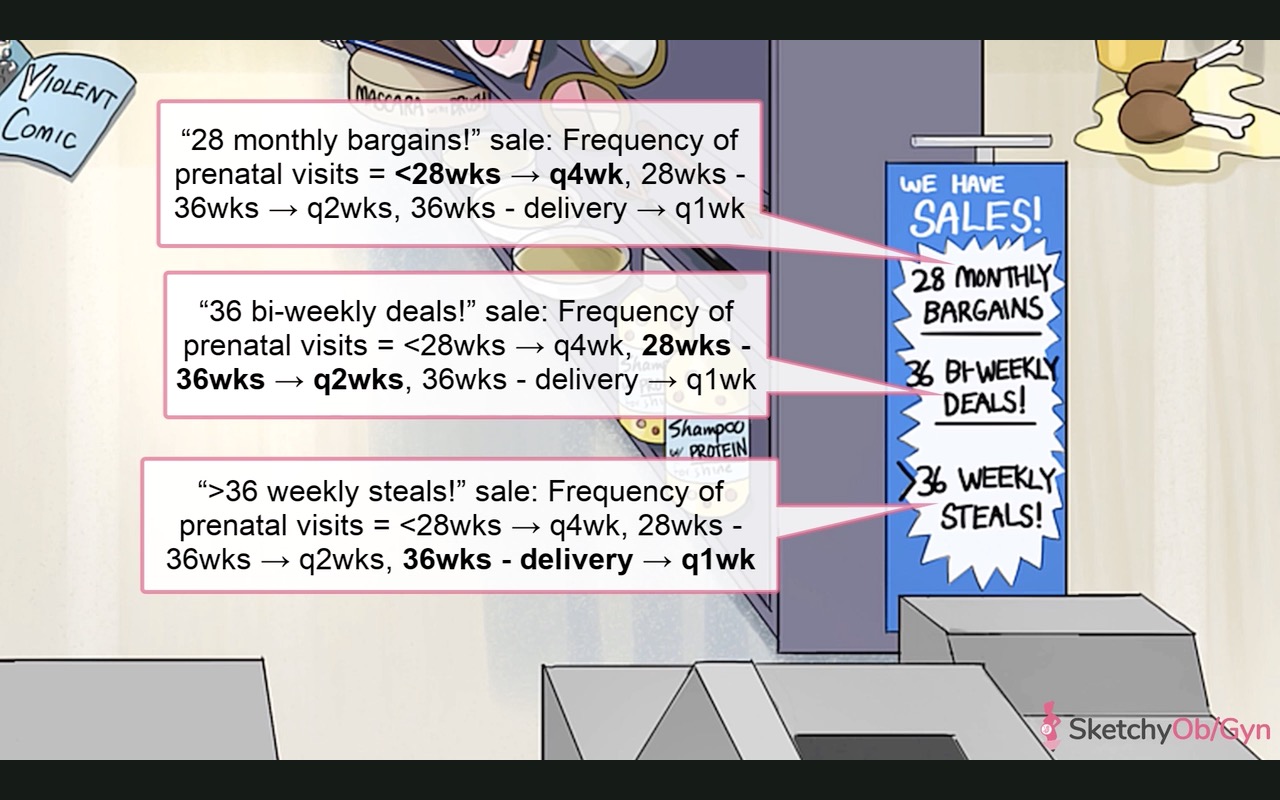 VIOLENT
COMIC
MASCARA
“28 monthly bargains!” sale: Frequency of
prenatal visits = <28wks → q4wk, 28wks -
36wks → q2wks, 36wks - delivery → q1wk
“36 bi-weekly deals!” sale: Frequency of
prenatal visits = <28wks → q4wk, 28wks -
36wks → q2wks, 36wks - delivery → q1wk
Shampoo
w/ PROTEIN
for shine
“>36 weekly steals!” sale: Frequency of
prenatal visits = <28wks → q4wk, 28wks -
36wks → q2wks, 36wks - delivery → q1wk
WE HAVE
SALES!
28 MONTHLY
BARGAINS
36 BI-WEEKLY
DEALS!
>36 WEEKLY
STEALS!
SketchyOb/Gyn